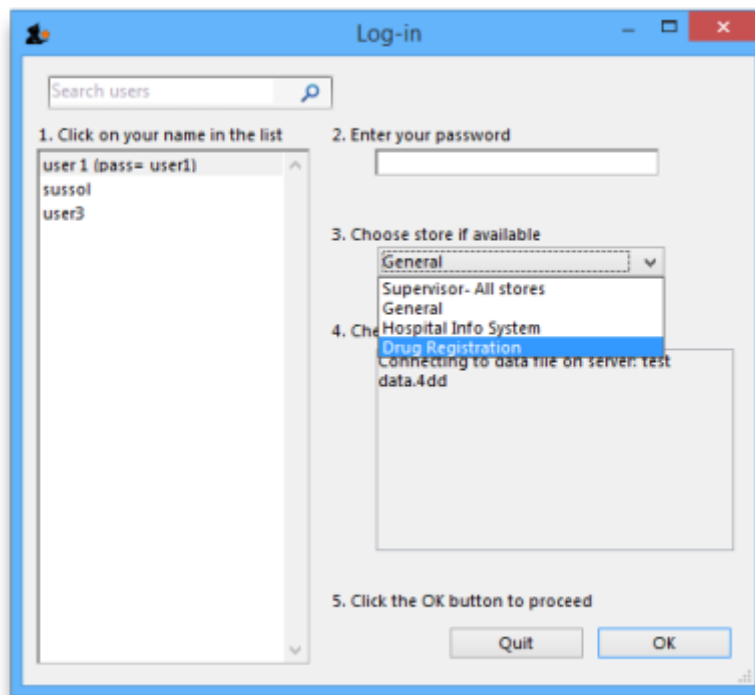 Log-in
Search users
1. Click on your name in the list
user 1 (pass= user1)
sussol
user3
2. Enter your password
3. Choose store if available
General
Supervisor- All stores
General
Hospital Info System
Drug Registration
4. Che
Connecting to data file on server: test
data.4dd
5. Click the OK button to proceed
Quit
OK